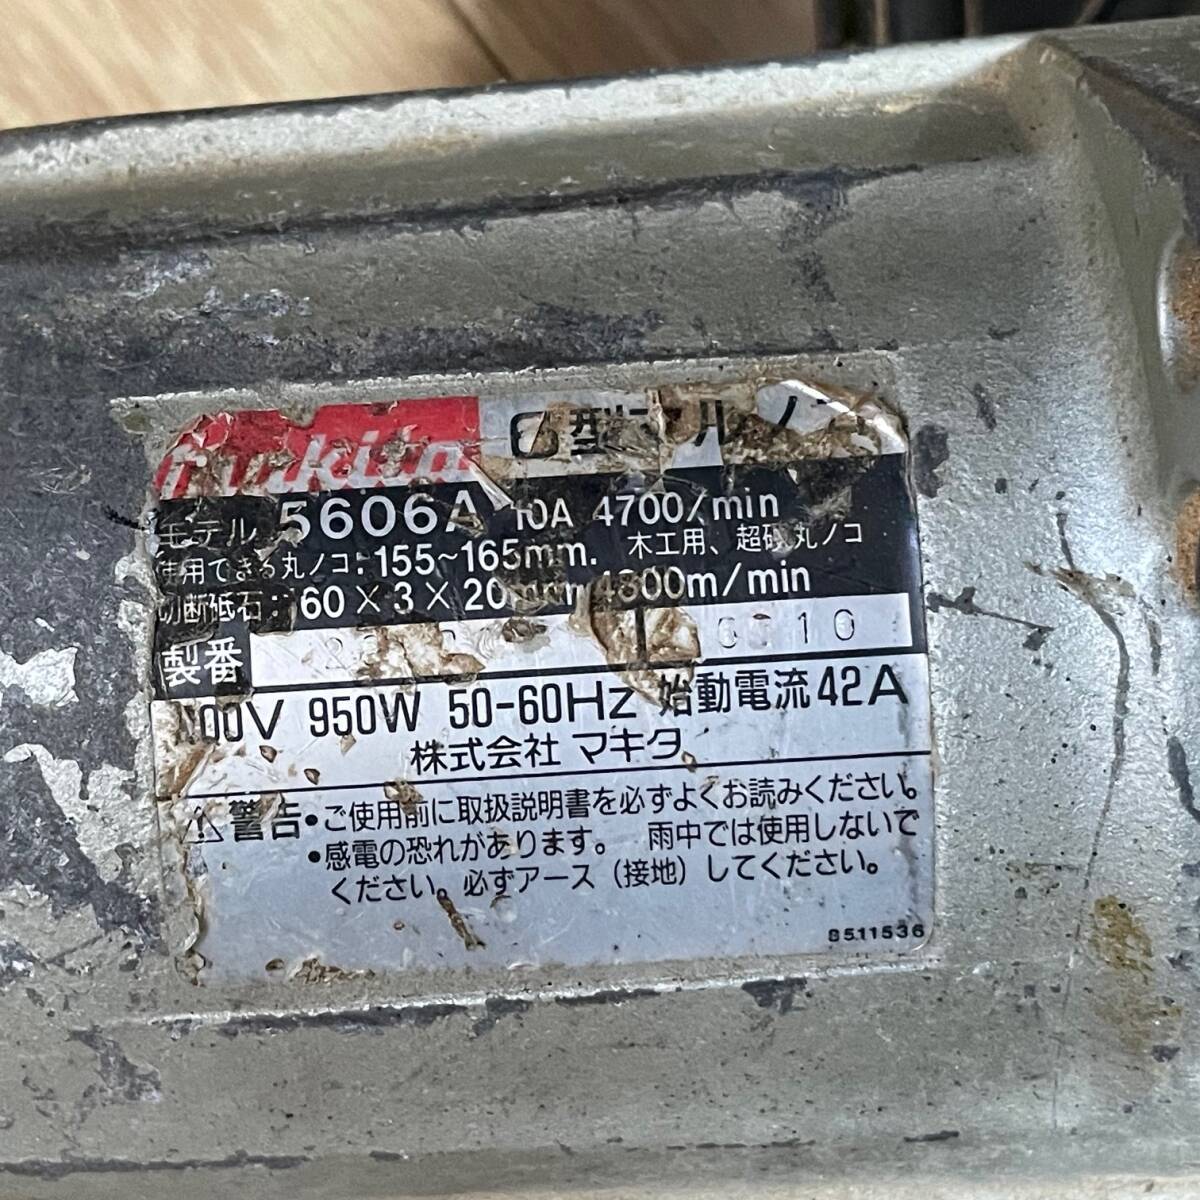 makita 6型マルノコ
モデル 5606A 10A 4700/min
使用できる丸ノコ:155~165mm. 木工用、超硬丸ノコ
切断砥石:160×3×20mm 4300m/min
製番
100V 950W 50-60Hz 始動電流42A
株式会社 マキタ
⚠警告•ご使用前に取扱説明書を必ずよくお読みください。
•感電の恐れがあります。 雨中では使用しないで
ください。必ずアース(接地)してください。
8511536